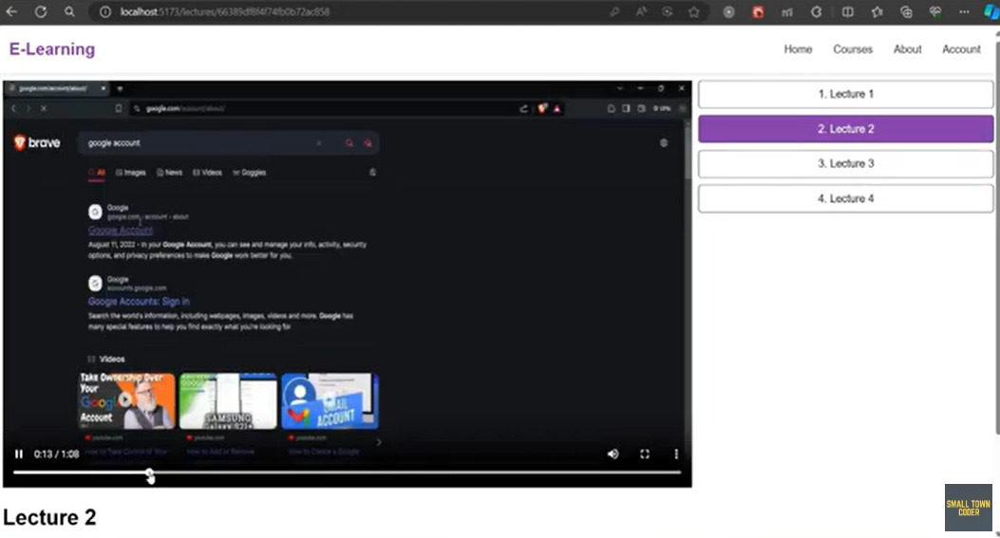 localhost:5173/lectures/66389df8f4f74fb0b72ac858
E-Learning
Home Courses About Account
google.com/account/about/
google.com/account/about/
brave
google account
All Images News Videos Goggles
Google
google.com › account › about
Google Account
August 11, 2022 - In your Google Account, you can see and manage your info, activity, security
options, and privacy preferences to make Google work better for you.
Google
accounts.google.com
Google Accounts: Sign in
Search the world's information, including webpages, images, videos and more. Google has
many special features to help you find exactly what you're looking for
Videos
Take Ownership Over
Your
Google
Account
SAMSUNG
Galaxy S21+
GMAIL
ACCOUNT
youtube.com youtube.com youtube.com
How to Take Control of Your How to Add or Remove How to Create a Google
0:13 / 1:08
1. Lecture 1
2. Lecture 2
3. Lecture 3
4. Lecture 4
Lecture 2
SMALL TOWN
CODER